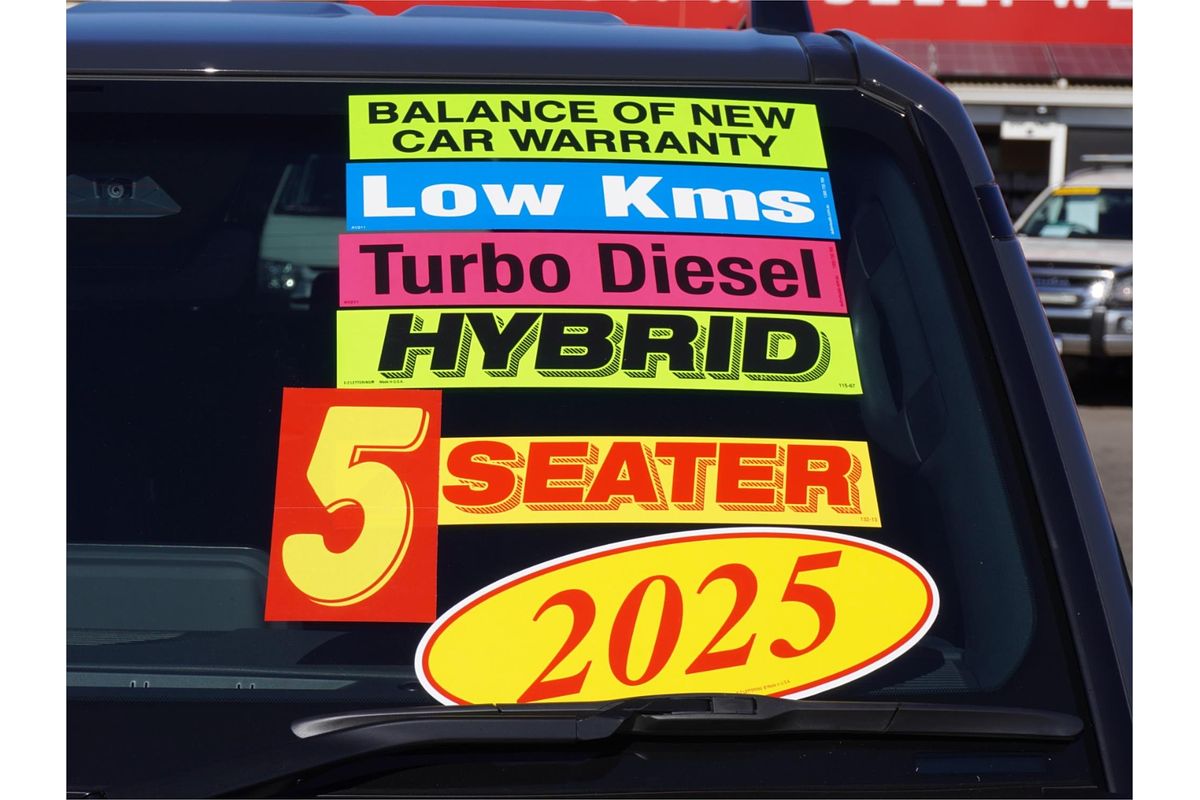 BALANCE OF NEW
CAR WARRANTY
Low Kms
Turbo Diesel
HYBRID
5 SEATER
2025